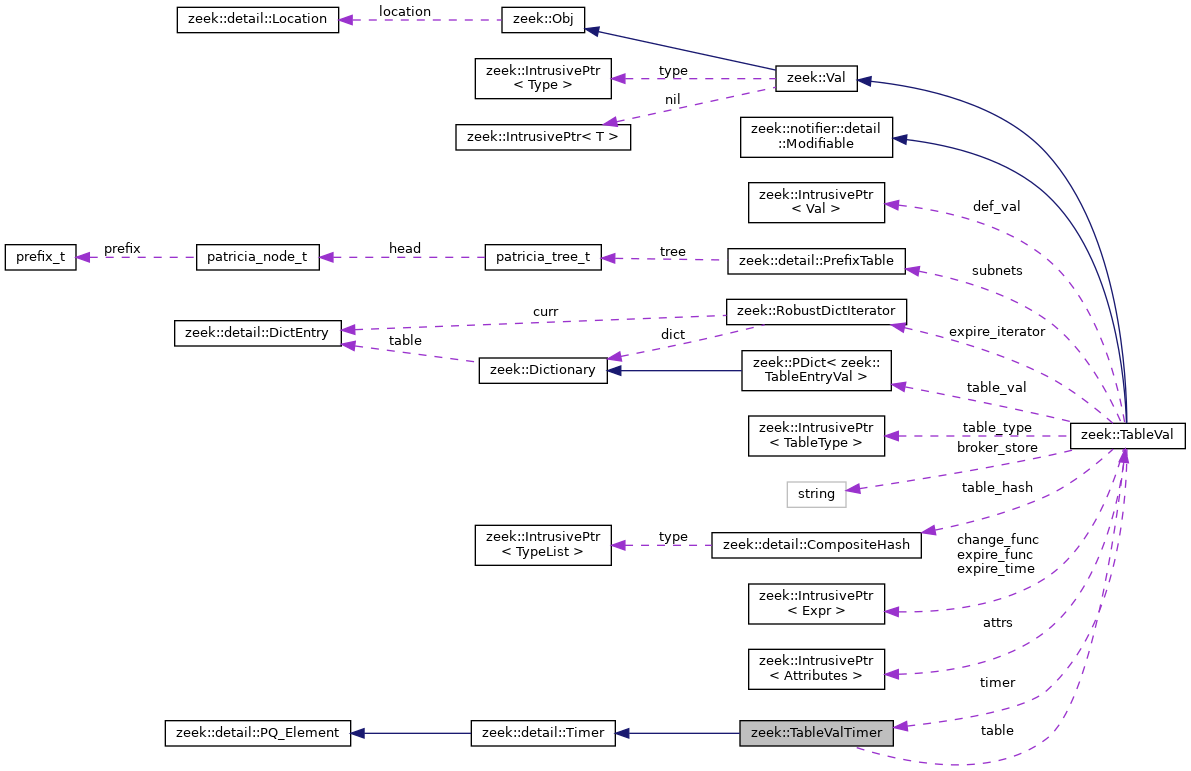 zeek::detail::Location
location
zeek::Obj
zeek::IntrusivePtr
< Type >
type
zeek::Val
nil
zeek::IntrusivePtr< T >
zeek::notifier::detail
::Modifiable
zeek::IntrusivePtr
< Val >
def_val
prefix_t
prefix
patricia_node_t
head
patricia_tree_t
tree
zeek::detail::PrefixTable
subnets
zeek::detail::DictEntry
curr
zeek::RobustDictIterator
expire_iterator
table
dict
zeek::Dictionary
zeek::PDict< zeek::
TableEntryVal >
table_val
zeek::IntrusivePtr
< TableType >
table_type
zeek::TableVal
broker_store
string
table_hash
zeek::IntrusivePtr
< TypeList >
type
zeek::detail::CompositeHash
change_func
expire_func
expire_time
zeek::IntrusivePtr
< Expr >
attrs
zeek::IntrusivePtr
< Attributes >
timer
zeek::detail::PQ_Element
zeek::detail::Timer
zeek::TableValTimer
table